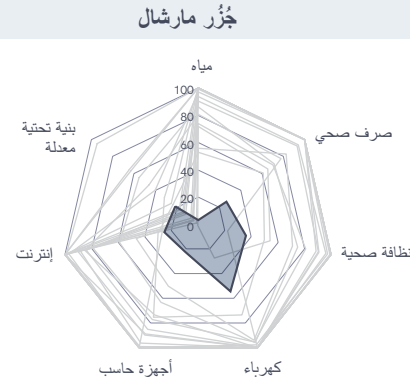 جُزُر مارشال
مياه
صرف صحي
نظافة صحية
كهرباء
أجهزة حاسب
إنترنت
بنية تحتية
معدلة
100
80
60
40
20
0